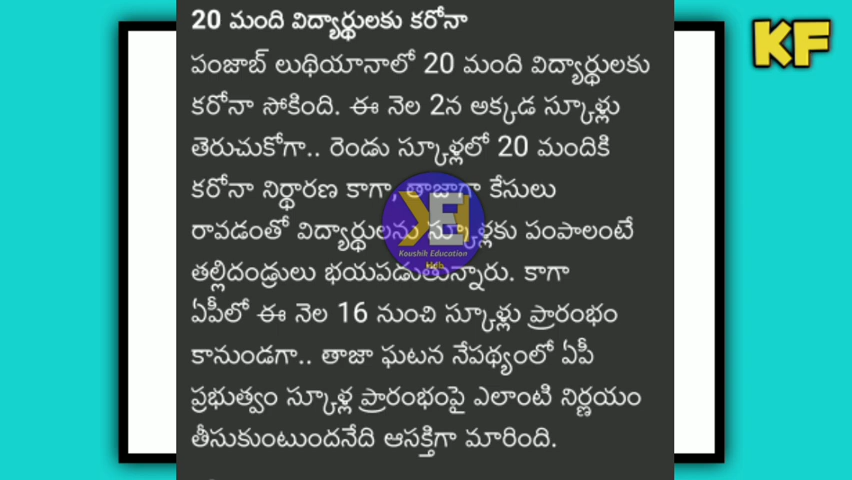 20 మంది విద్యార్థులకు కరోనా
KF
పంజాబ్ లుథియానాలో 20 మంది విద్యార్థులకు
కరోనా సోకింది. ఈ నెల 2న అక్కడ స్కూళ్లు
తెరుచుకోగా.. రెండు స్కూళ్లలో 20 మందికి
కరోనా నిర్థారణ కాగా, తాజాగా కేసులు
రావడంతో విద్యార్థులను స్కూళ్లకు పంపాలంటే
Koushik Education
తల్లిదండ్రులు భయపడుతున్నారు. కాగా
ఏపీలో ఈ నెల 16 నుంచి స్కూళ్లు ప్రారంభం
కానుండగా.. తాజా ఘటన నేపథ్యంలో ఏపీ
ప్రభుత్వం స్కూళ్ల ప్రారంభంపై ఎలాంటి నిర్ణయం
తీసుకుంటుందనేది ఆసక్తిగా మారింది.